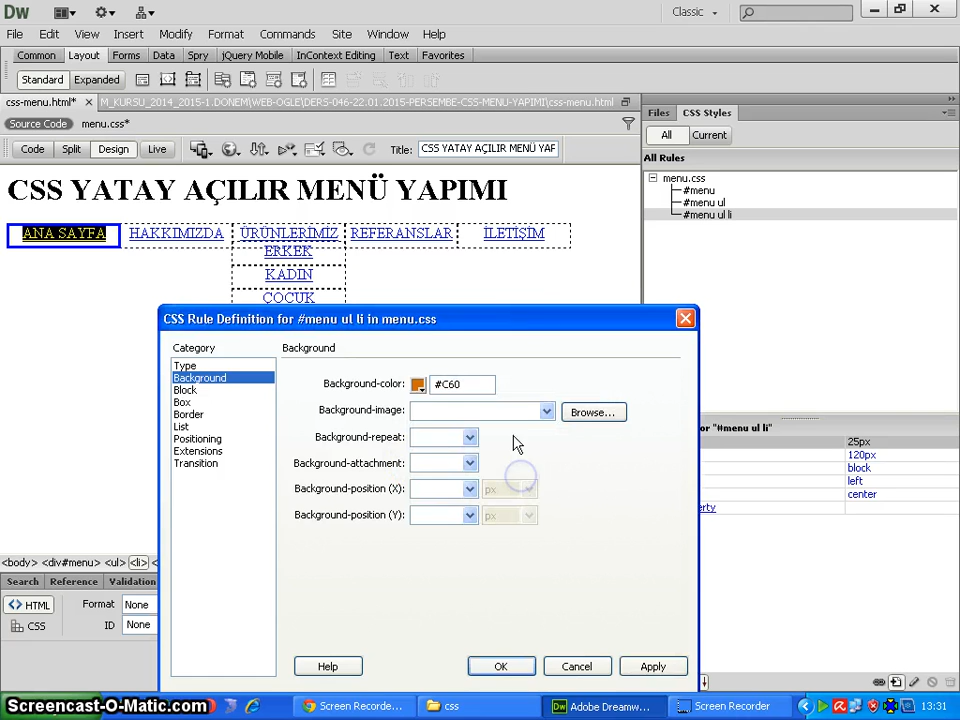 Dw
Classic
File Edit View Insert Modify Format Commands Site Window Help
Common Layout Forms Data Spry jQuery Mobile InContext Editing Text Favorites
Standard Expanded
css-menu.html* M_KURSU_2014_2015-1.DONEM\WEB-OGLE\DERS-046-22.01.2015-PERSEMBE-CSS-MENU-YAPIMI\css-menu.html
Files CSS Styles
Source Code menu.css*
All Current
Code Split Design Live Title: CSS YATAY AÇILIR MENÜ YAP
All Rules
menu.css
#menu
#menu ul
#menu ul li
CSS YATAY AÇILIR MENÜ YAPIMI
ANA SAYFA HAKKIMIZDA ÜRÜNLERİMİZ REFERANSLAR İLETİŞİM
ERKEK
KADIN
ÇOCUK
CSS Rule Definition for #menu ul li in menu.css
Category
Type
Background
Block
Box
Border
List
Positioning
Extensions
Transition
Background
Background-color: #C60
Background-image: Browse...
Background-repeat:
Background-attachment:
Background-position (X): px
Background-position (Y): px
Help OK Cancel Apply
or "#menu ul li"
25px
120px
block
left
center
erty
<body> <div#menu> <ul> <li>
Search Reference Validation
HTML Format None
CSS ID None
Screencast-O-Matic.com Screen Recorde... css Adobe Dreamw... Screen Recorder 13:31